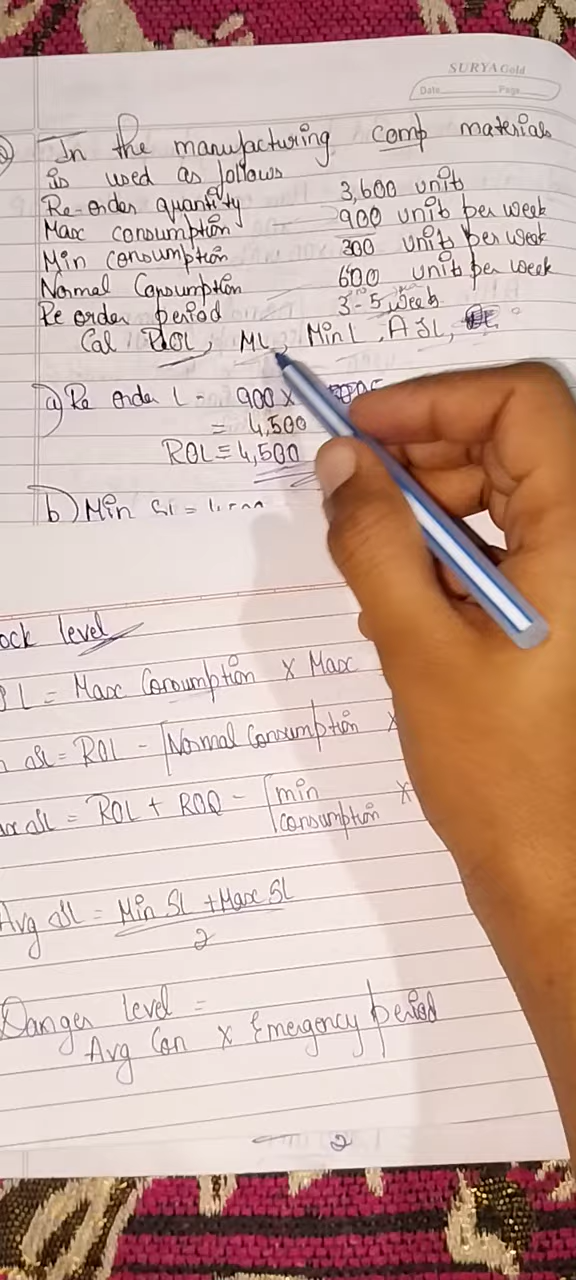 SURYA Gold
Date Page
In the manufacturing comp materials
is used as follows
Re-order quantity 3,600 unit
Max consumption 900 unit per week
Min consumption 300 unit per week
Normal Consumption 600 unit per week
Re order period 3-5 week
Cal ROL, ML, Min L, A SL,
a) Re order L = 900 ×
= 4,500
ROL = 4,500
b) Min SL =
ock level
L = Max Consumption × Max
SL = ROL - [Normal Consumption ×
SL = ROL + ROQ - [min consumption ×
Avg SL = Min SL + Max SL
2
Danger level =
Avg Con × Emergency period
2